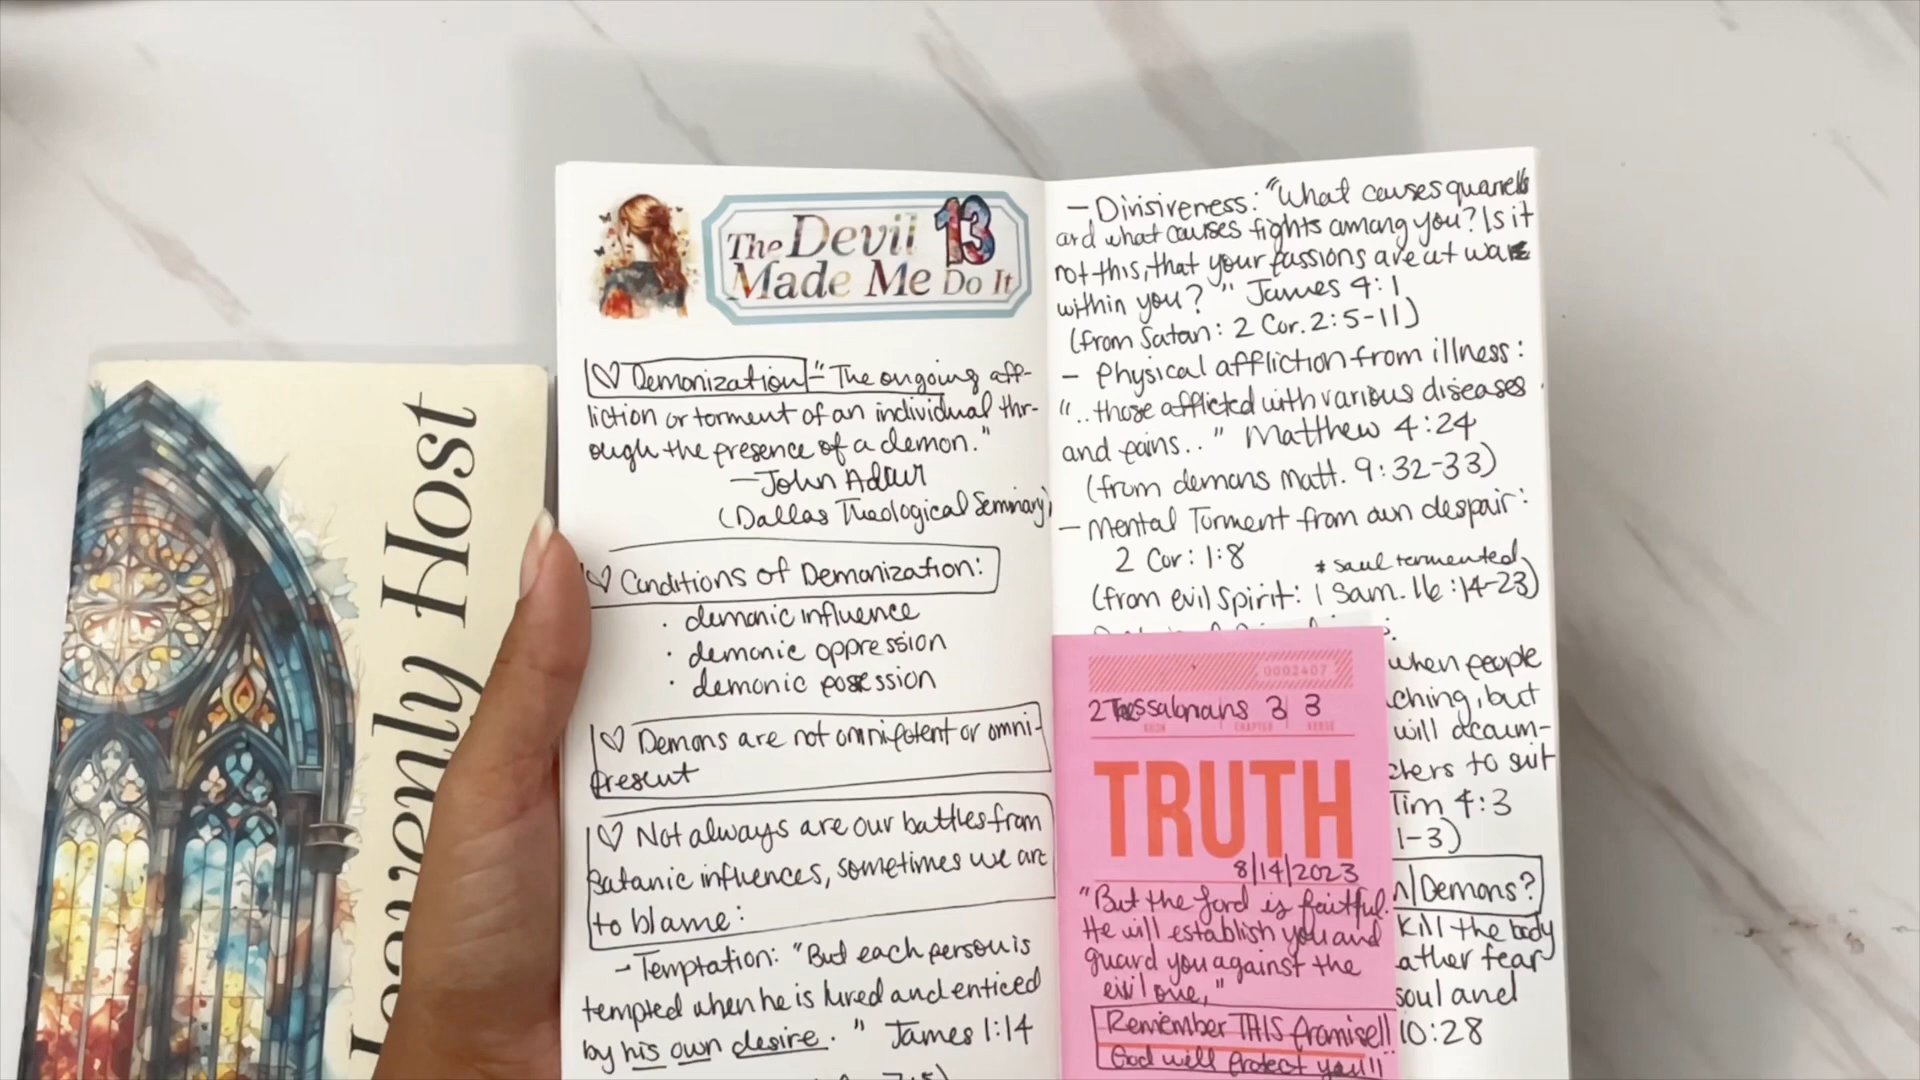 Heavenly Host
The Devil 13
Made Me Do It
♡ Demonization - "The ongoing aff-
liction or torment of an individual thr-
ough the presence of a demon."
—John Adair
(Dallas Theological Seminary)
♡ Conditions of Demonization:
· demonic influence
· demonic oppression
· demonic possession
♡ Demons are not omnipotent or omni-
present
♡ Not always are our battles from
satanic influences, sometimes we are
to blame:
- Temptation: "But each person is
tempted when he is lured and enticed
by his own desire." James 1:14
7:5)
- Divisiveness: "What causes quarrels
and what causes fights among you? Is it
not this, that your passions are at war
within you?" James 4:1
(from Satan: 2 Cor. 2:5-11)
- Physical affliction from illness:
"..those afflicted with various diseases
and pains.." Matthew 4:24
(from demons Matt. 9:32-33)
- Mental Torment from own despair:
2 Cor: 1:8
* Saul tormented
(from evil spirit: 1 Sam. 16:14-23)
when people
ching, but
will accum-
chers to suit
Tim 4:3
1-3)
Demons?
kill the body
ather fear
soul and
10:28
0002407
2 Thessalonians 3 3
BOOK CHAPTER VERSE
TRUTH
8/14/2023
"But the Lord is faithful.
He will establish you and
guard you against the
evil one,"
Remember THIS promise!!
God will protect you!!